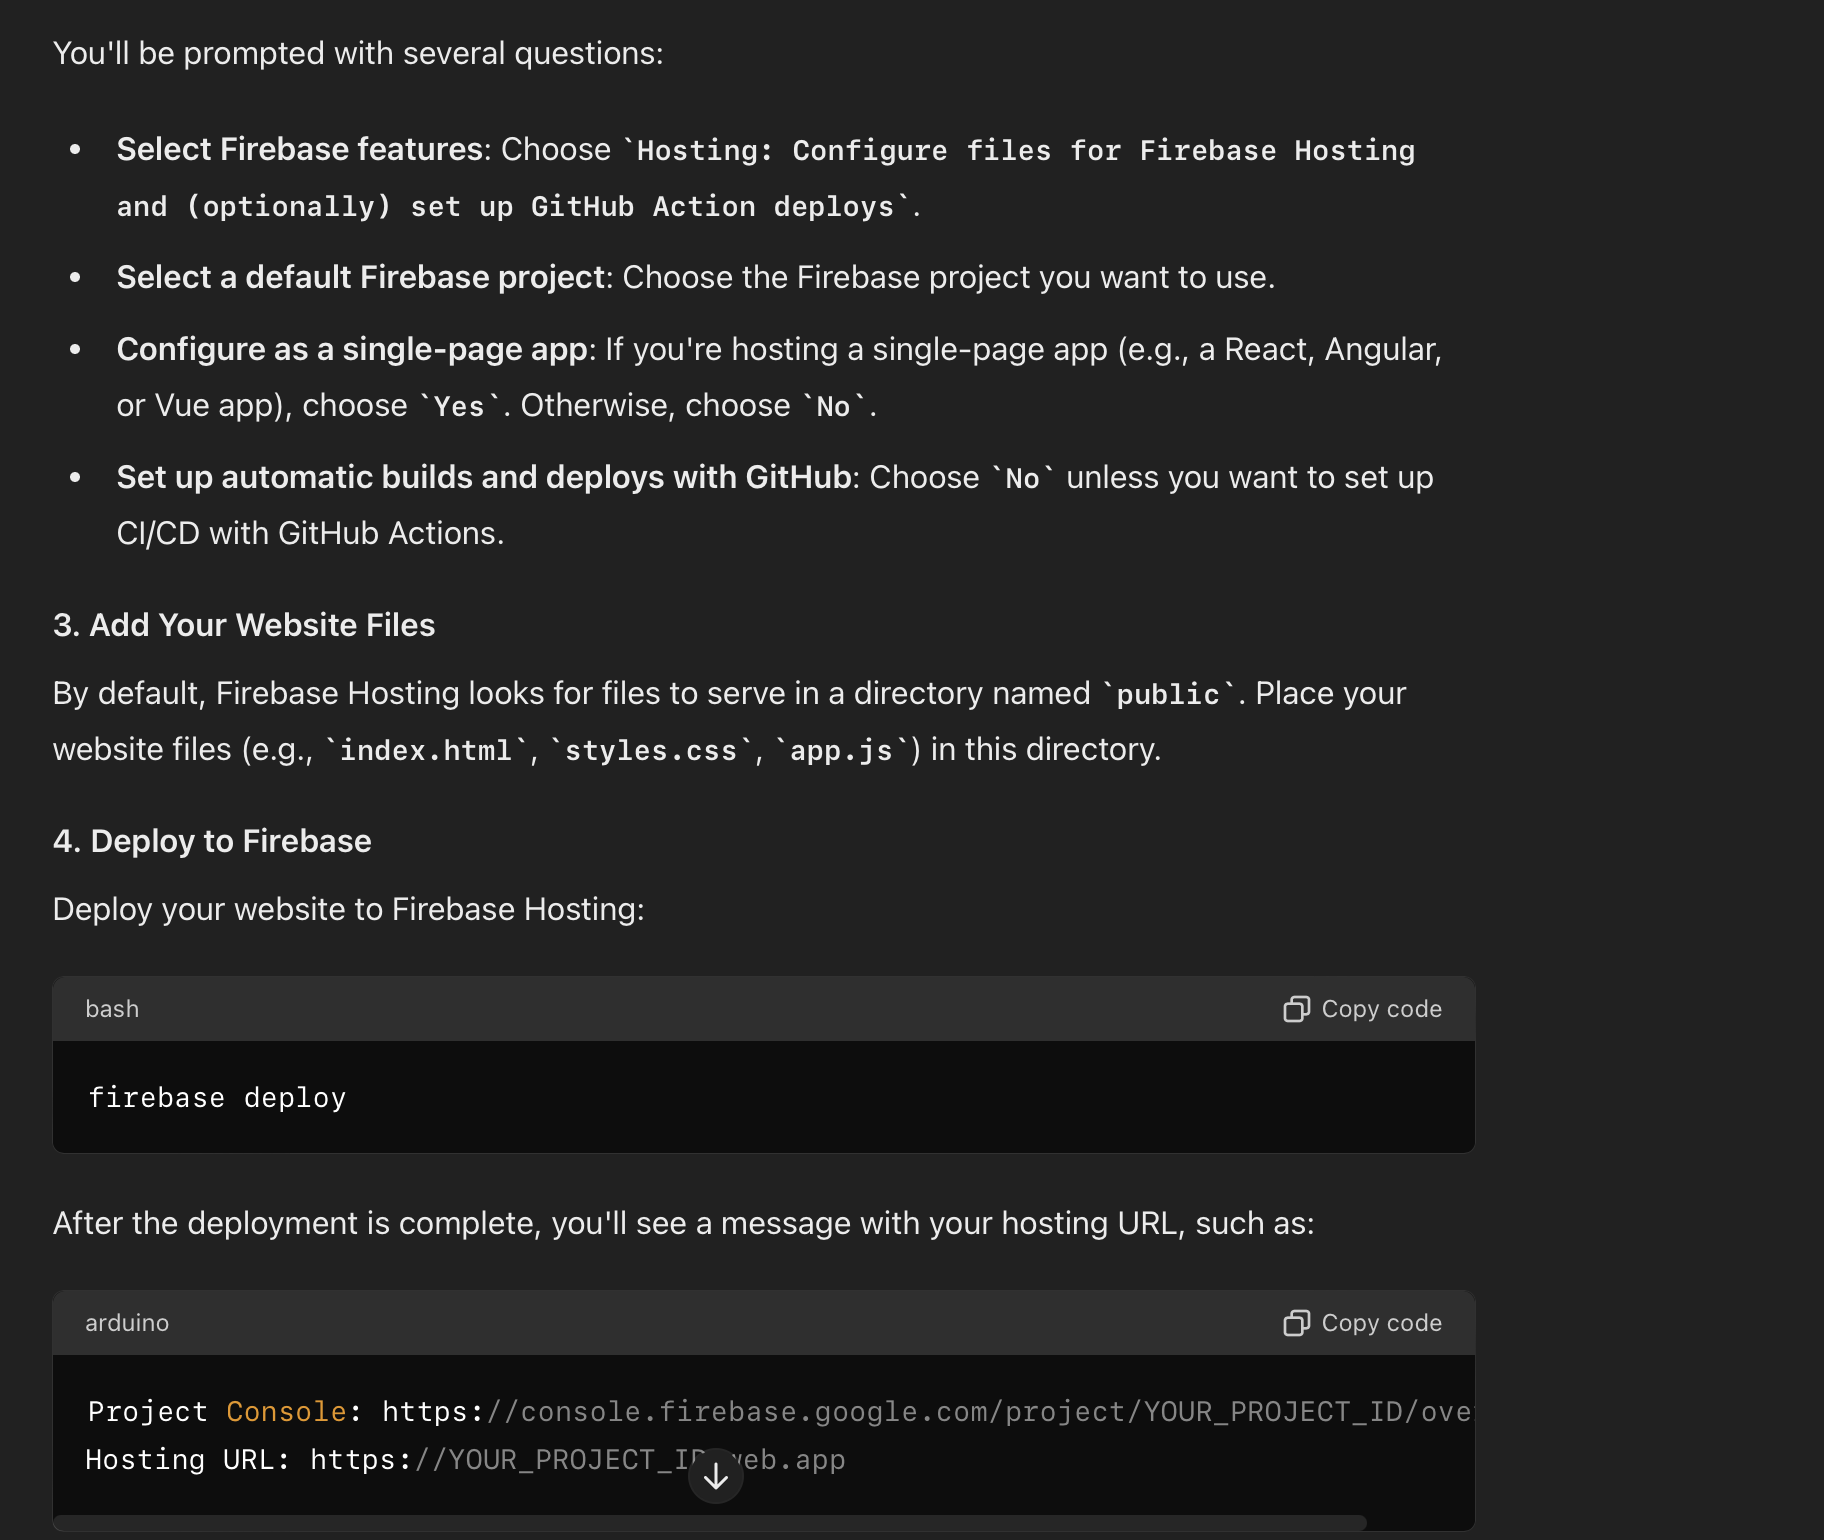 You'll be prompted with several questions:
• Select Firebase features: Choose `Hosting: Configure files for Firebase Hosting
and (optionally) set up GitHub Action deploys`.
• Select a default Firebase project: Choose the Firebase project you want to use.
• Configure as a single-page app: If you're hosting a single-page app (e.g., a React, Angular,
or Vue app), choose `Yes`. Otherwise, choose `No`.
• Set up automatic builds and deploys with GitHub: Choose `No` unless you want to set up
CI/CD with GitHub Actions.
3. Add Your Website Files
By default, Firebase Hosting looks for files to serve in a directory named `public`. Place your
website files (e.g., `index.html`, `styles.css`, `app.js`) in this directory.
4. Deploy to Firebase
Deploy your website to Firebase Hosting:
bash Copy code
firebase deploy
After the deployment is complete, you'll see a message with your hosting URL, such as:
arduino Copy code
Project Console: https://console.firebase.google.com/project/YOUR_PROJECT_ID/ove
Hosting URL: https://YOUR_PROJECT_ID.web.app